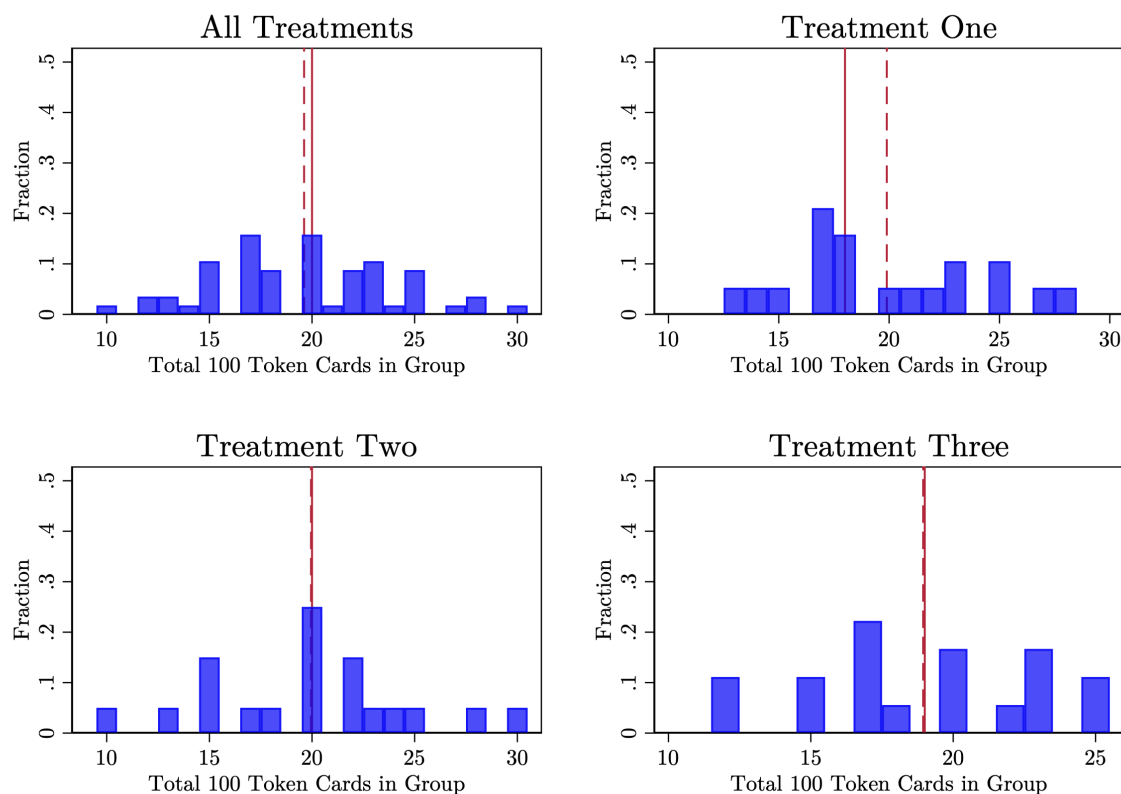 All Treatments
Fraction
.5
.4
.3
.2
.1
0
10 15 20 25 30
Total 100 Token Cards in Group
Treatment One
Fraction
.5
.4
.3
.2
.1
0
10 15 20 25 30
Total 100 Token Cards in Group
Treatment Two
Fraction
.5
.4
.3
.2
.1
0
10 15 20 25 30
Total 100 Token Cards in Group
Treatment Three
Fraction
.5
.4
.3
.2
.1
0
10 15 20 25
Total 100 Token Cards in Group